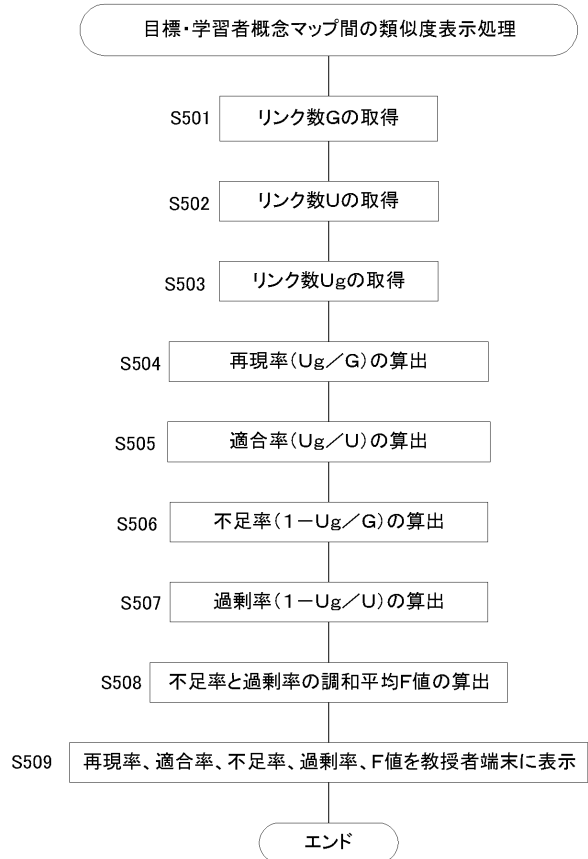 目標・学習者概念マップ間の類似度表示処理
S501 リンク数Gの取得
S502 リンク数Uの取得
S503 リンク数Ugの取得
S504 再現率(Ug/G)の算出
S505 適合率(Ug/U)の算出
S506 不足率(1-Ug/G)の算出
S507 過剰率(1-Ug/U)の算出
S508 不足率と過剰率の調和平均F値の算出
S509 再現率、適合率、不足率、過剰率、F値を教授者端末に表示
エンド